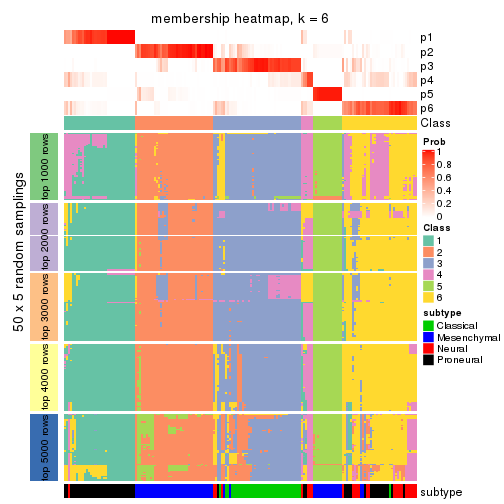 membership heatmap, k = 6
p1
p2
p3
p4
p5
p6
Class
50 x 5 random samplings
top 1000 rows
top 2000 rows
top 3000 rows
top 4000 rows
top 5000 rows
subtype
Prob
1
0.8
0.6
0.4
0.2
0
Class
1
2
3
4
5
6
subtype
Classical
Mesenchymal
Neural
Proneural